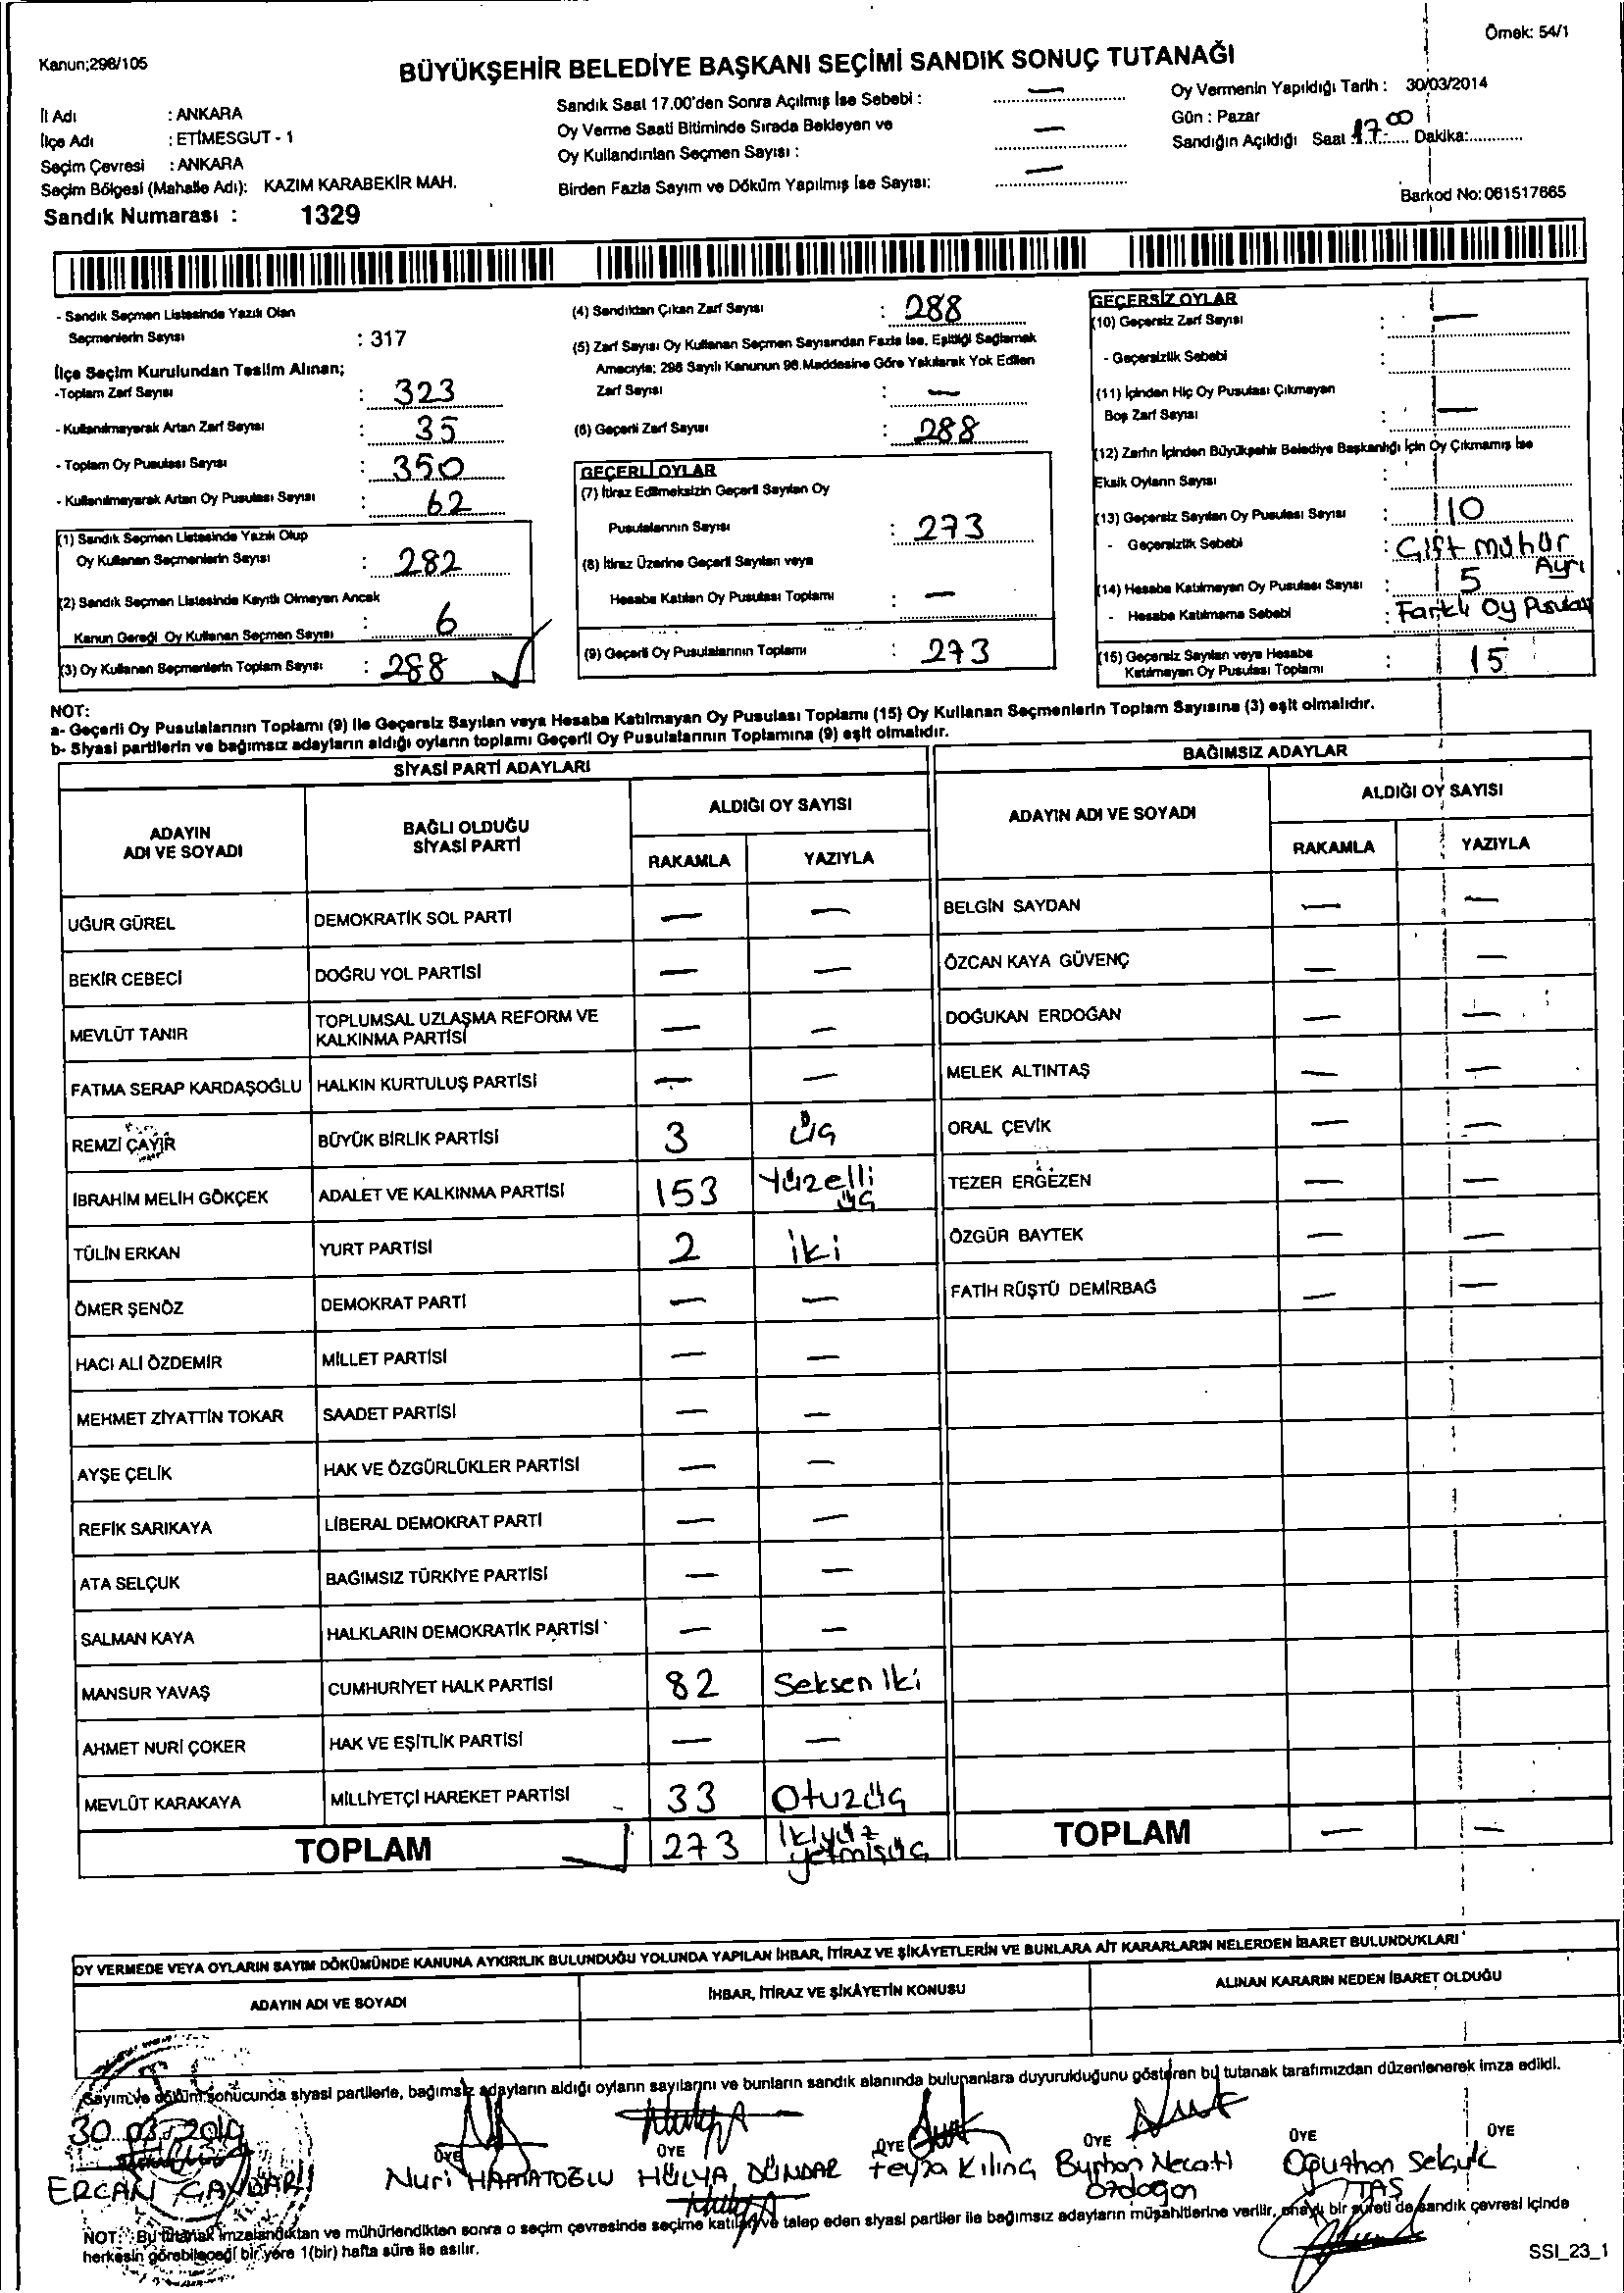 Örnek: 54/1
Kanun;298/105
BÜYÜKŞEHİR BELEDİYE BAŞKANI SEÇİMİ SANDIK SONUÇ TUTANAĞI
İl Adı : ANKARA
İlçe Adı : ETİMESGUT - 1
Seçim Çevresi : ANKARA
Seçim Bölgesi (Mahalle Adı): KAZIM KARABEKİR MAH.
Sandık Numarası : 1329
Sandık Saat 17.00'den Sonra Açılmış İse Sebebi : —
Oy Verme Saati Bitiminde Sırada Bekleyen ve
Oy Kullandırılan Seçmen Sayısı : —
Birden Fazla Sayım ve Döküm Yapılmış İse Sayısı: —
Oy Vermenin Yapıldığı Tarih : 30/03/2014
Gün : Pazar
Sandığın Açıldığı Saat 17:00 Dakika:
Barkod No: 061517665
- Sandık Seçmen Listesinde Yazılı Olan
Seçmenlerin Sayısı : 317
İlçe Seçim Kurulundan Teslim Alınan;
-Toplam Zarf Sayısı : 323
- Kullanılmayarak Artan Zarf Sayısı : 35
- Toplam Oy Pusulası Sayısı : 350
- Kullanılmayarak Artan Oy Pusulası Sayısı : 62
(1) Sandık Seçmen Listesinde Yazılı Olup
Oy Kullanan Seçmenlerin Sayısı : 282
(2) Sandık Seçmen Listesinde Kayıtlı Olmayan Ancak
Kanun Gereği Oy Kullanan Seçmen Sayısı : 6
(3) Oy Kullanan Seçmenlerin Toplam Sayısı : 288
(4) Sandıktan Çıkan Zarf Sayısı : 288
(5) Zarf Sayısı Oy Kullanan Seçmen Sayısından Fazla İse, Eşitliği Sağlamak
Amacıyla; 298 Sayılı Kanunun 98.Maddesine Göre Yakılarak Yok Edilen
Zarf Sayısı : —
(6) Geçerli Zarf Sayısı : 288
GEÇERLİ OYLAR
(7) İtiraz Edilmeksizin Geçerli Sayılan Oy
Pusulalarının Sayısı : 273
(8) İtiraz Üzerine Geçerli Sayılan veya
Hesaba Katılan Oy Pusulası Toplamı : —
(9) Geçerli Oy Pusulalarının Toplamı : 273
GEÇERSİZ OYLAR
(10) Geçersiz Zarf Sayısı : —
- Geçersizlik Sebebi :
(11) İçinden Hiç Oy Pusulası Çıkmayan
Boş Zarf Sayısı : —
(12) Zarfın İçinden Büyükşehir Belediye Başkanlığı İçin Oy Çıkmamış İse
Eksik Oyların Sayısı :
(13) Geçersiz Sayılan Oy Pusulası Sayısı : 10
- Geçersizlik Sebebi : Çift mühür
(14) Hesaba Katılmayan Oy Pusulası Sayısı : 5 Ayrı
- Hesaba Katılmama Sebebi : Farklı Oy Pusulası
(15) Geçersiz Sayılan veya Hesaba
Katılmayan Oy Pusulası Toplamı : 15
NOT:
a- Geçerli Oy Pusulalarının Toplamı (9) ile Geçersiz Sayılan veya Hesaba Katılmayan Oy Pusulası Toplamı (15) Oy Kullanan Seçmenlerin Toplam Sayısına (3) eşit olmalıdır.
b- Siyasi partilerin ve bağımsız adayların aldığı oyların toplamı Geçerli Oy Pusulalarının Toplamına (9) eşit olmalıdır.
SİYASİ PARTİ ADAYLARI
ADAYIN
ADI VE SOYADI
BAĞLI OLDUĞU
SİYASİ PARTİ
ALDIĞI OY SAYISI
RAKAMLA YAZIYLA
UĞUR GÜREL DEMOKRATİK SOL PARTİ — —
BEKİR CEBECİ DOĞRU YOL PARTİSİ — —
MEVLÜT TANIR TOPLUMSAL UZLAŞMA REFORM VE
KALKINMA PARTİSİ — —
FATMA SERAP KARDAŞOĞLU HALKIN KURTULUŞ PARTİSİ — —
REMZİ ÇAYIR BÜYÜK BİRLİK PARTİSİ 3 üç
İBRAHİM MELİH GÖKÇEK ADALET VE KALKINMA PARTİSİ 153 Yüzelli
üç
TÜLİN ERKAN YURT PARTİSİ 2 iki
ÖMER ŞENÖZ DEMOKRAT PARTİ — —
HACI ALİ ÖZDEMİR MİLLET PARTİSİ — —
MEHMET ZİYATTİN TOKAR SAADET PARTİSİ — —
AYŞE ÇELİK HAK VE ÖZGÜRLÜKLER PARTİSİ — —
REFİK SARIKAYA LİBERAL DEMOKRAT PARTİ — —
ATA SELÇUK BAĞIMSIZ TÜRKİYE PARTİSİ — —
SALMAN KAYA HALKLARIN DEMOKRATİK PARTİSİ — —
MANSUR YAVAŞ CUMHURİYET HALK PARTİSİ 82 Seksen İki
AHMET NURİ ÇOKER HAK VE EŞİTLİK PARTİSİ — —
MEVLÜT KARAKAYA MİLLİYETÇİ HAREKET PARTİSİ 33 Otuzüç
TOPLAM 273 İkiyüz
yetmişüç
BAĞIMSIZ ADAYLAR
ADAYIN ADI VE SOYADI
ALDIĞI OY SAYISI
RAKAMLA YAZIYLA
BELGİN SAYDAN — —
ÖZCAN KAYA GÜVENÇ — —
DOĞUKAN ERDOĞAN — —
MELEK ALTINTAŞ — —
ORAL ÇEVİK — —
TEZER ERGEZEN — —
ÖZGÜR BAYTEK — —
FATİH RÜŞTÜ DEMİRBAĞ — —
TOPLAM — —
OY VERMEDE VEYA OYLARIN SAYIM DÖKÜMÜNDE KANUNA AYKIRILIK BULUNDUĞU YOLUNDA YAPILAN İHBAR, İTİRAZ VE ŞİKÂYETLERİN VE BUNLARA AİT KARARLARIN NELERDEN İBARET BULUNDUKLARI
ADAYIN ADI VE SOYADI İHBAR, İTİRAZ VE ŞİKÂYETİN KONUSU ALINAN KARARIN NEDEN İBARET OLDUĞU
Sayım ve döküm sonucunda siyasi partilerle, bağımsız adayların aldığı oyların sayılarını ve bunların sandık alanında bulunanlara duyurulduğunu gösteren bu tutanak tarafımızdan düzenlenerek imza edildi.
30.03.2014
ÜYE ÜYE ÜYE ÜYE ÜYE ÜYE
ERCAN Nuri HAMATOĞLU HÜLYA DÜNDAR Feyza Kılınç Burhan Necati Oğuzhan Selçuk
Özdoğan TAŞ
NOT: Bu tutanak imzalandıktan ve mühürlendikten sonra o seçim çevresinde seçime katılan ve talep eden siyasi partiler ile bağımsız adayların müşahitlerine verilir, onaylı bir sureti de sandık çevresi içinde
herkesin görebileceği bir yere 1(bir) hafta süre ile asılır.
SSI_23_1